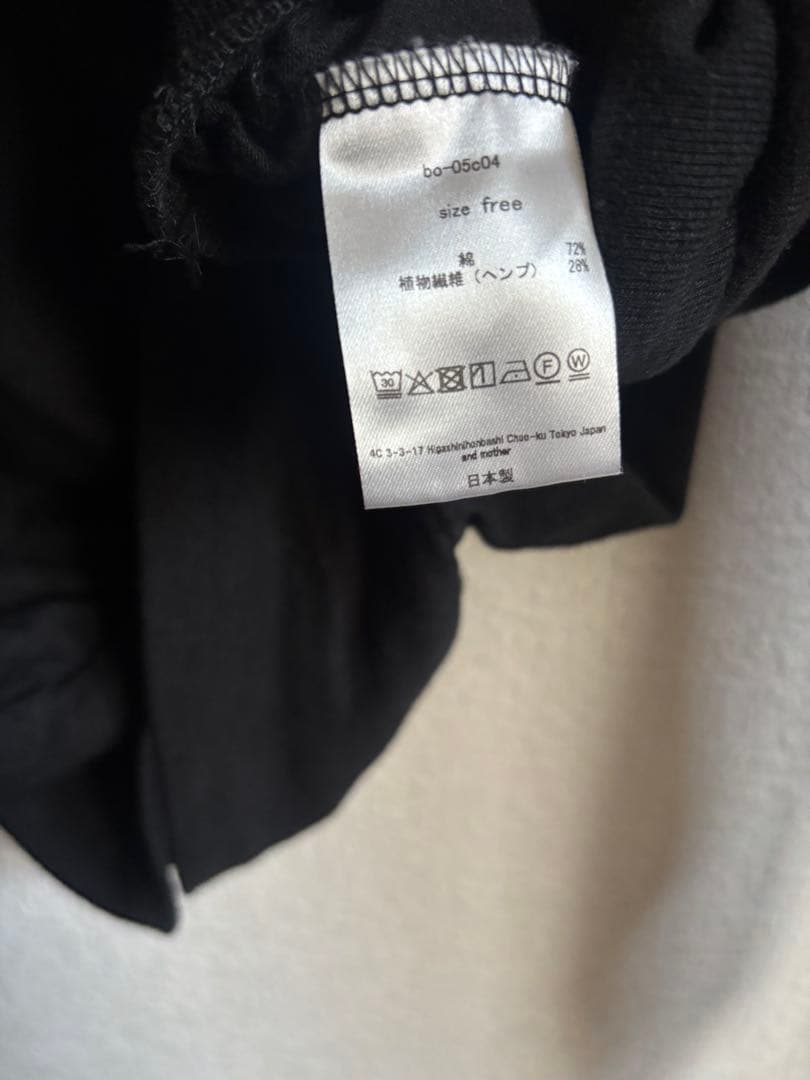 bo-05c04
size free
綿 72%
植物繊維（ヘンプ） 28%
30 F W
4C 3-3-17 Higashinihonbashi Chuo-ku Tokyo Japan
and mother
日本製